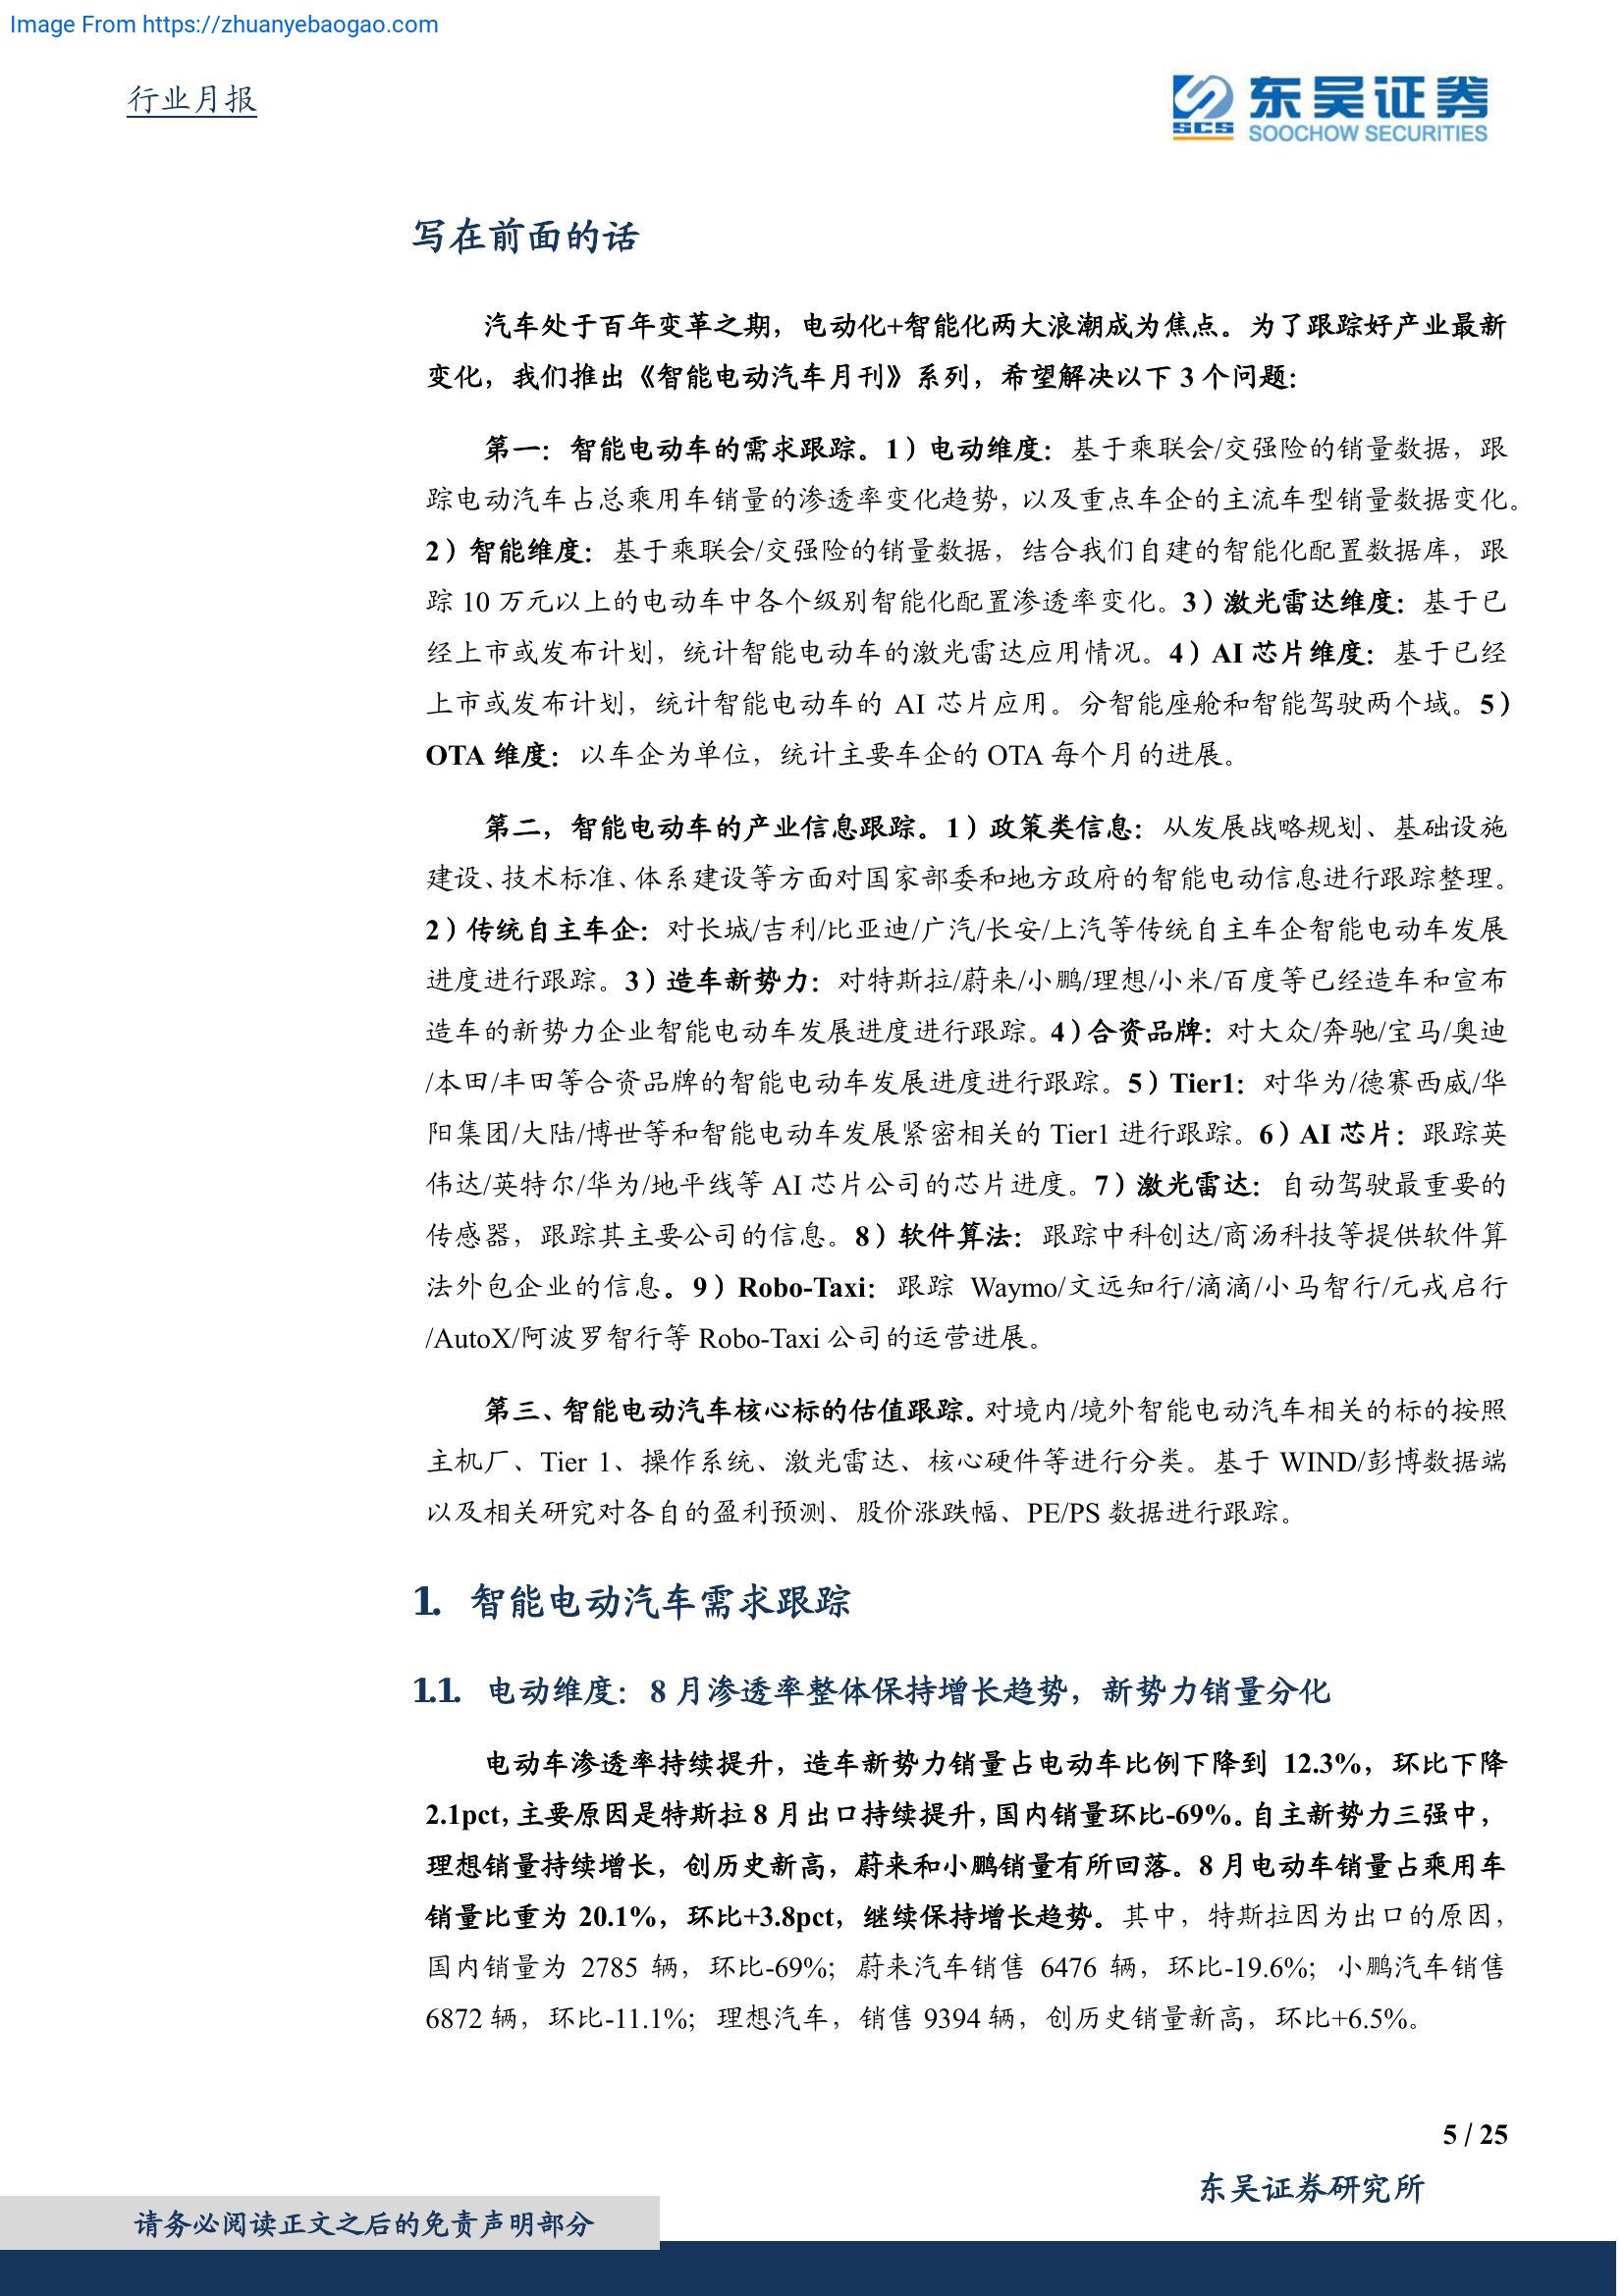 Image From https://zhuanyebaogao.com
行业月报
东吴证券
SCS
SOOCHOW SECURITIES
写在前面的话
汽车处于百年变革之期，电动化+智能化两大浪潮成为焦点。为了跟踪好产业最新
变化，我们推出《智能电动汽车月刊》系列，希望解决以下 3 个问题：
第一：智能电动车的需求跟踪。1）电动维度：基于乘联会/交强险的销量数据，跟
踪电动汽车占总乘用车销量的渗透率变化趋势，以及重点车企的主流车型销量数据变化。
2）智能维度：基于乘联会/交强险的销量数据，结合我们自建的智能化配置数据库，跟
踪 10 万元以上的电动车中各个级别智能化配置渗透率变化。3）激光雷达维度：基于已
经上市或发布计划，统计智能电动车的激光雷达应用情况。4）AI 芯片维度：基于已经
上市或发布计划，统计智能电动车的 AI 芯片应用。分智能座舱和智能驾驶两个域。5）
OTA 维度：以车企为单位，统计主要车企的 OTA 每个月的进展。
第二，智能电动车的产业信息跟踪。1）政策类信息：从发展战略规划、基础设施
建设、技术标准、体系建设等方面对国家部委和地方政府的智能电动信息进行跟踪整理。
2）传统自主车企：对长城/吉利/比亚迪/广汽/长安/上汽等传统自主车企智能电动车发展
进度进行跟踪。3）造车新势力：对特斯拉/蔚来/小鹏/理想/小米/百度等已经造车和宣布
造车的新势力企业智能电动车发展进度进行跟踪。4）合资品牌：对大众/奔驰/宝马/奥迪
/本田/丰田等合资品牌的智能电动车发展进度进行跟踪。5）Tier1：对华为/德赛西威/华
阳集团/大陆/博世等和智能电动车发展紧密相关的 Tier1 进行跟踪。6）AI 芯片：跟踪英
伟达/英特尔/华为/地平线等 AI 芯片公司的芯片进度。7）激光雷达：自动驾驶最重要的
传感器，跟踪其主要公司的信息。8）软件算法：跟踪中科创达/商汤科技等提供软件算
法外包企业的信息。9）Robo-Taxi：跟踪 Waymo/文远知行/滴滴/小马智行/元戎启行
/AutoX/阿波罗智行等 Robo-Taxi 公司的运营进展。
第三、智能电动汽车核心标的估值跟踪。对境内/境外智能电动汽车相关的标的按照
主机厂、Tier 1、操作系统、激光雷达、核心硬件等进行分类。基于 WIND/彭博数据端
以及相关研究对各自的盈利预测、股价涨跌幅、PE/PS 数据进行跟踪。
1. 智能电动汽车需求跟踪
1.1. 电动维度：8 月渗透率整体保持增长趋势，新势力销量分化
电动车渗透率持续提升，造车新势力销量占电动车比例下降到 12.3%，环比下降
2.1pct，主要原因是特斯拉 8 月出口持续提升，国内销量环比-69%。自主新势力三强中，
理想销量持续增长，创历史新高，蔚来和小鹏销量有所回落。8 月电动车销量占乘用车
销量比重为 20.1%，环比+3.8pct，继续保持增长趋势。其中，特斯拉因为出口的原因，
国内销量为 2785 辆，环比-69%；蔚来汽车销售 6476 辆，环比-19.6%；小鹏汽车销售
6872 辆，环比-11.1%；理想汽车，销售 9394 辆，创历史销量新高，环比+6.5%。
5 / 25
东吴证券研究所
请务必阅读正文之后的免责声明部分